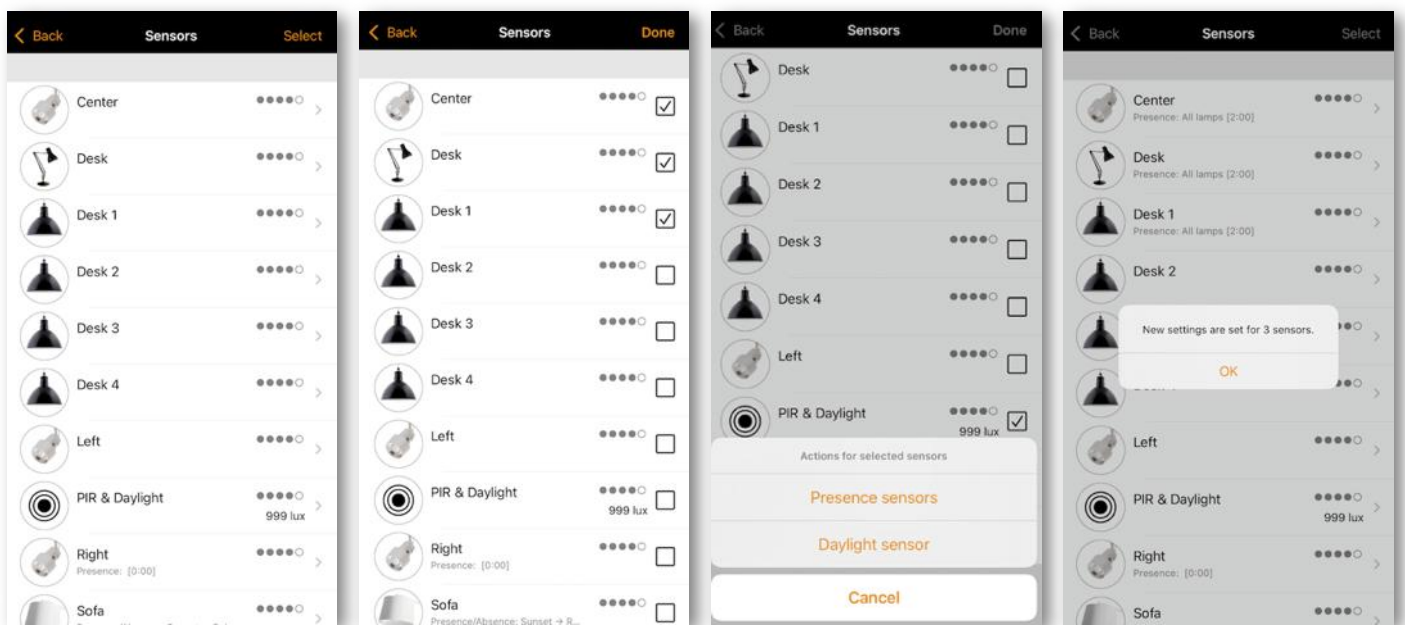 Back Sensors Select
Center
Desk
Desk 1
Desk 2
Desk 3
Desk 4
Left
PIR & Daylight
999 lux
Right
Presence: [0:00]
Sofa
Back Sensors Done
Center
Desk
Desk 1
Desk 2
Desk 3
Desk 4
Left
PIR & Daylight
999 lux
Right
Presence: [0:00]
Sofa
Presence/Absence: Sunset → R...
Back Sensors Done
Desk
Desk 1
Desk 2
Desk 3
Desk 4
Left
PIR & Daylight
999 lux
Actions for selected sensors
Presence sensors
Daylight sensor
Cancel
Back Sensors Select
Center
Presence: All lamps [2:00]
Desk
Presence: All lamps [2:00]
Desk 1
Presence: All lamps [2:00]
Desk 2
New settings are set for 3 sensors.
OK
Left
PIR & Daylight
999 lux
Right
Presence: [0:00]
Sofa